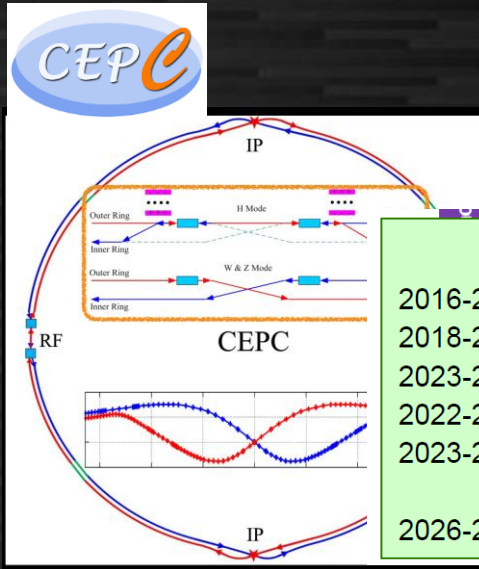 CEPC
IP
H Mode
Outer Ring
Inner Ring
W & Z Mode
Outer Ring
Inner Ring
RF
CEPC
IP
2016-2
2018-2
2023-2
2022-2
2023-2
2026-2